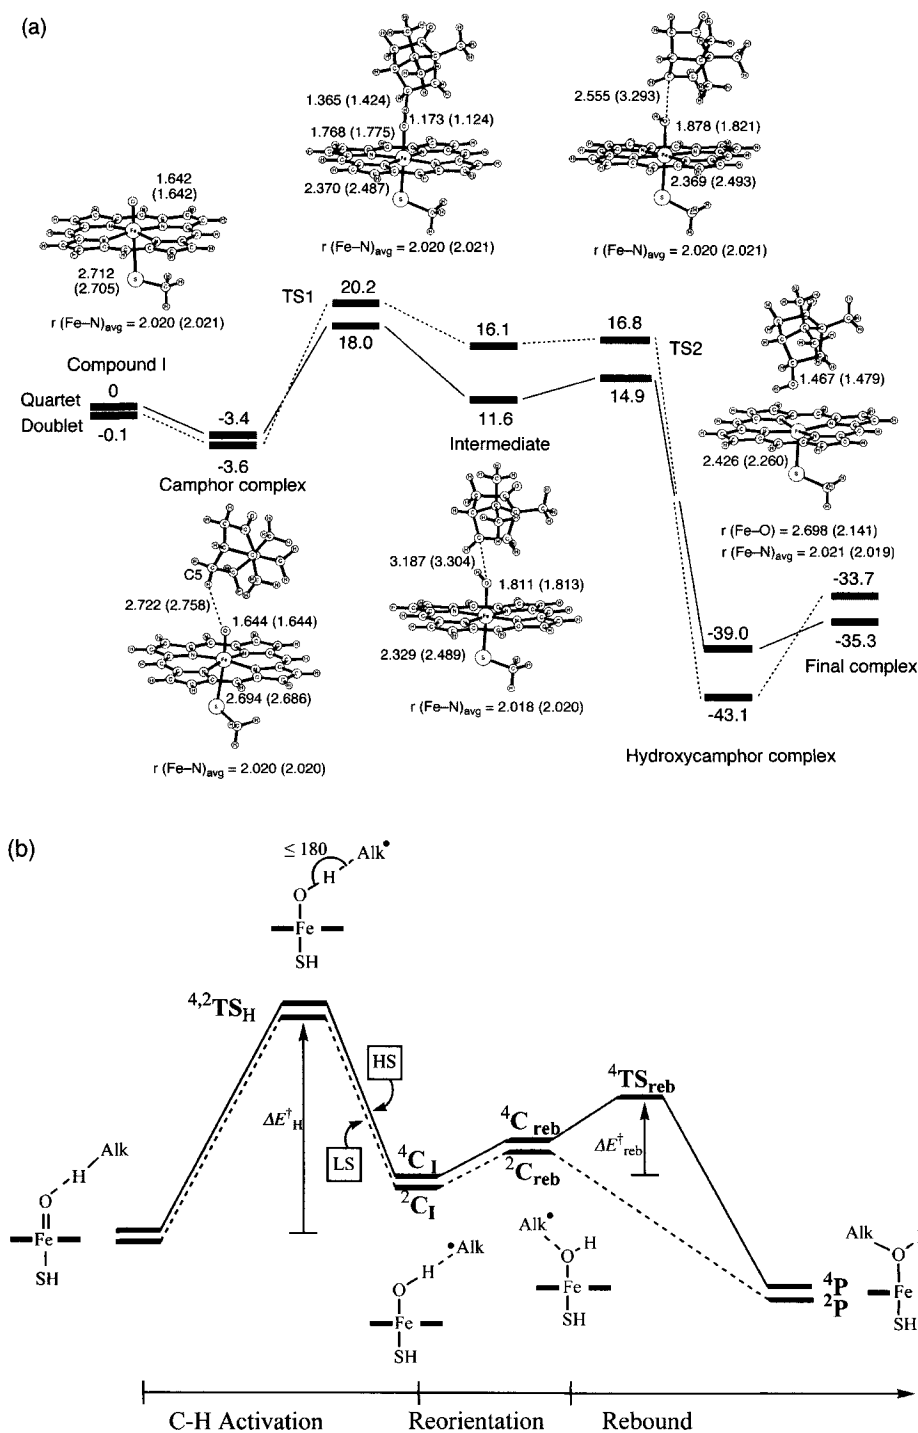 (a)
1.365 (1.424)
1.173 (1.124)
1.768 (1.775)
2.370 (2.487)
r (Fe–N)avg = 2.020 (2.021)
2.555 (3.293)
1.878 (1.821)
2.369 (2.493)
r (Fe–N)avg = 2.020 (2.021)
1.642
(1.642)
2.712
(2.705)
r (Fe–N)avg = 2.020 (2.021)
Compound I
Quartet
0
Doublet
-0.1
-3.4
-3.6
Camphor complex
TS1
20.2
18.0
16.1
11.6
Intermediate
16.8
14.9
TS2
1.467 (1.479)
2.426 (2.260)
r (Fe–O) = 2.698 (2.141)
r (Fe–N)avg = 2.021 (2.019)
-33.7
-35.3
Final complex
-39.0
-43.1
Hydroxycamphor complex
C5
2.722 (2.758)
1.644 (1.644)
2.694 (2.686)
r (Fe–N)avg = 2.020 (2.020)
3.187 (3.304)
1.811 (1.813)
2.329 (2.489)
r (Fe–N)avg = 2.018 (2.020)
(b)
≤ 180
Alk•
H
O
Fe
SH
4,2TSH
ΔE†H
HS
LS
4CI
2CI
4Creb
2Creb
4TSreb
ΔE†reb
4P
2P
Alk
H
O
Fe
SH
•Alk
H
O
Fe
SH
Alk•
H
O
Fe
SH
Alk
O
Fe
SH
C-H Activation
Reorientation
Rebound